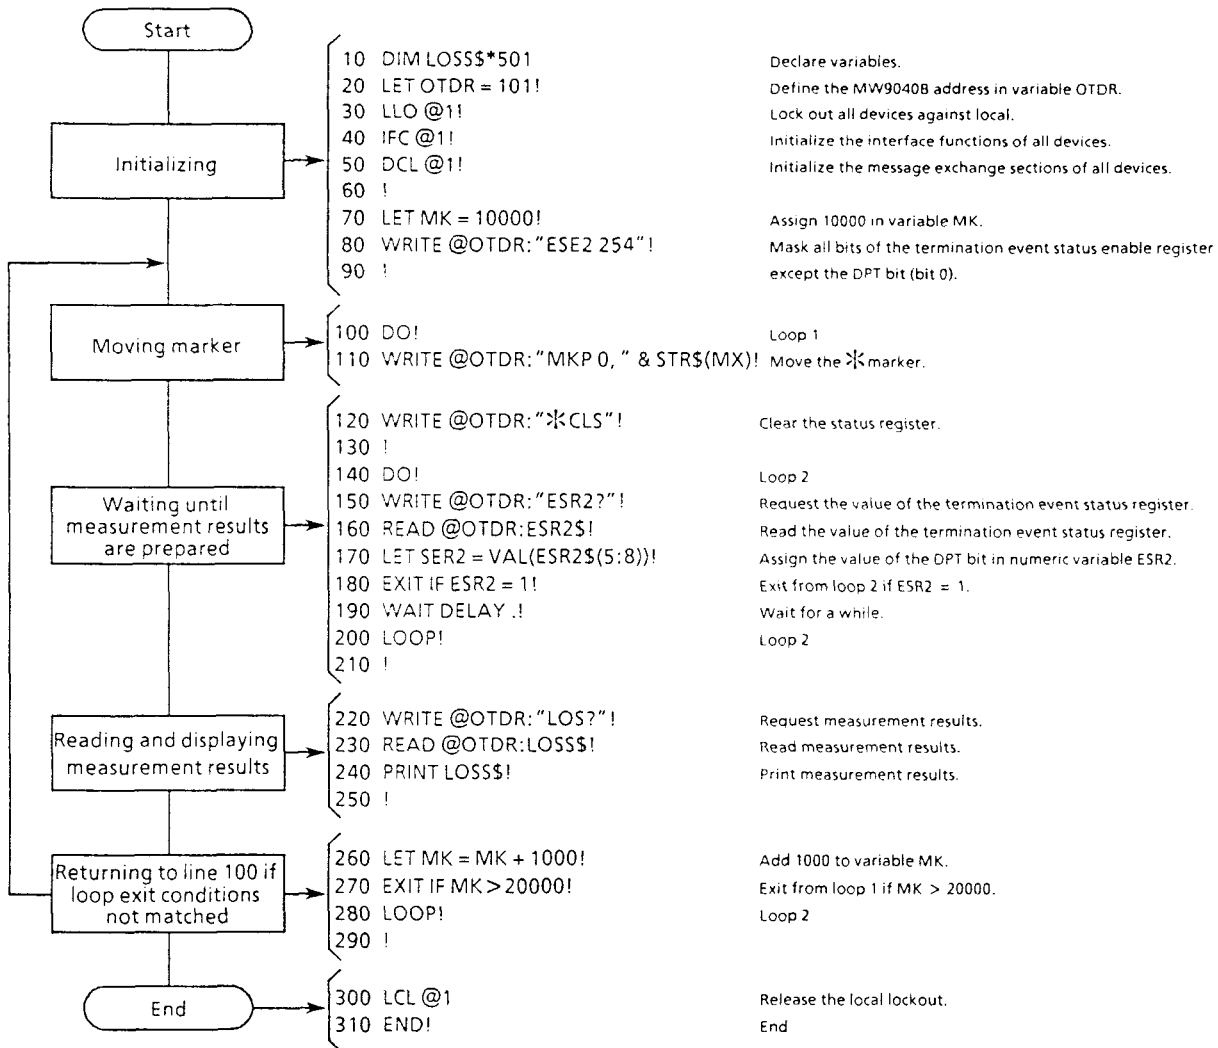 Start
10 DIM LOSS$*501 Declare variables.
20 LET OTDR = 101! Define the MW9040B address in variable OTDR.
30 LLO @1! Lock out all devices against local.
40 IFC @1! Initialize the interface functions of all devices.
Initializing
50 DCL @1! Initialize the message exchange sections of all devices.
60 !
70 LET MK = 10000! Assign 10000 in variable MK.
80 WRITE @OTDR: "ESE2 254"! Mask all bits of the termination event status enable register
90 ! except the DPT bit (bit 0).
Moving marker
100 DO! Loop 1
110 WRITE @OTDR: "MKP 0, " & STR$(MX)! Move the * marker.
120 WRITE @OTDR: "*CLS"! Clear the status register.
130 !
140 DO! Loop 2
Waiting until
measurement results
are prepared
150 WRITE @OTDR: "ESR2?"! Request the value of the termination event status register.
160 READ @OTDR: ESR2$! Read the value of the termination event status register.
170 LET SER2 = VAL(ESR2$(5:8))! Assign the value of the DPT bit in numeric variable ESR2.
180 EXIT IF ESR2 = 1! Exit from loop 2 if ESR2 = 1.
190 WAIT DELAY .! Wait for a while.
200 LOOP! Loop 2
210 !
Reading and displaying
measurement results
220 WRITE @OTDR: "LOS?"! Request measurement results.
230 READ @OTDR:LOSS$! Read measurement results.
240 PRINT LOSS$! Print measurement results.
250 !
Returning to line 100 if
loop exit conditions
not matched
260 LET MK = MK + 1000! Add 1000 to variable MK.
270 EXIT IF MK > 20000! Exit from loop 1 if MK > 20000.
280 LOOP! Loop 2
290 !
End
300 LCL @1 Release the local lockout.
310 END! End